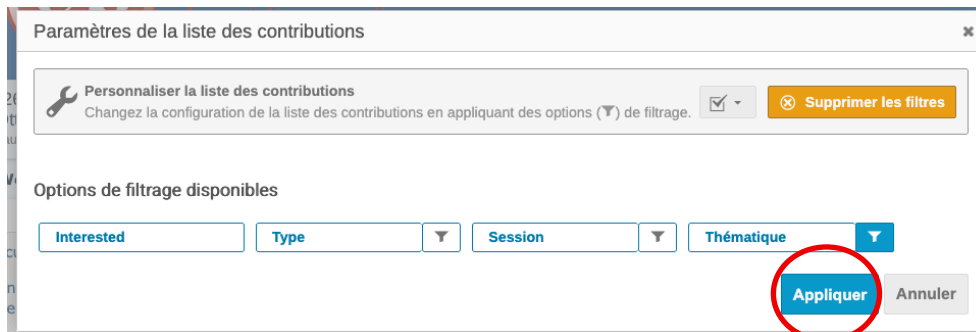 Paramètres de la liste des contributions
Personnaliser la liste des contributions
Changez la configuration de la liste des contributions en appliquant des options () de filtrage.
Supprimer les filtres
Options de filtrage disponibles
Interested
Type
Session
Thématique
Appliquer
Annuler